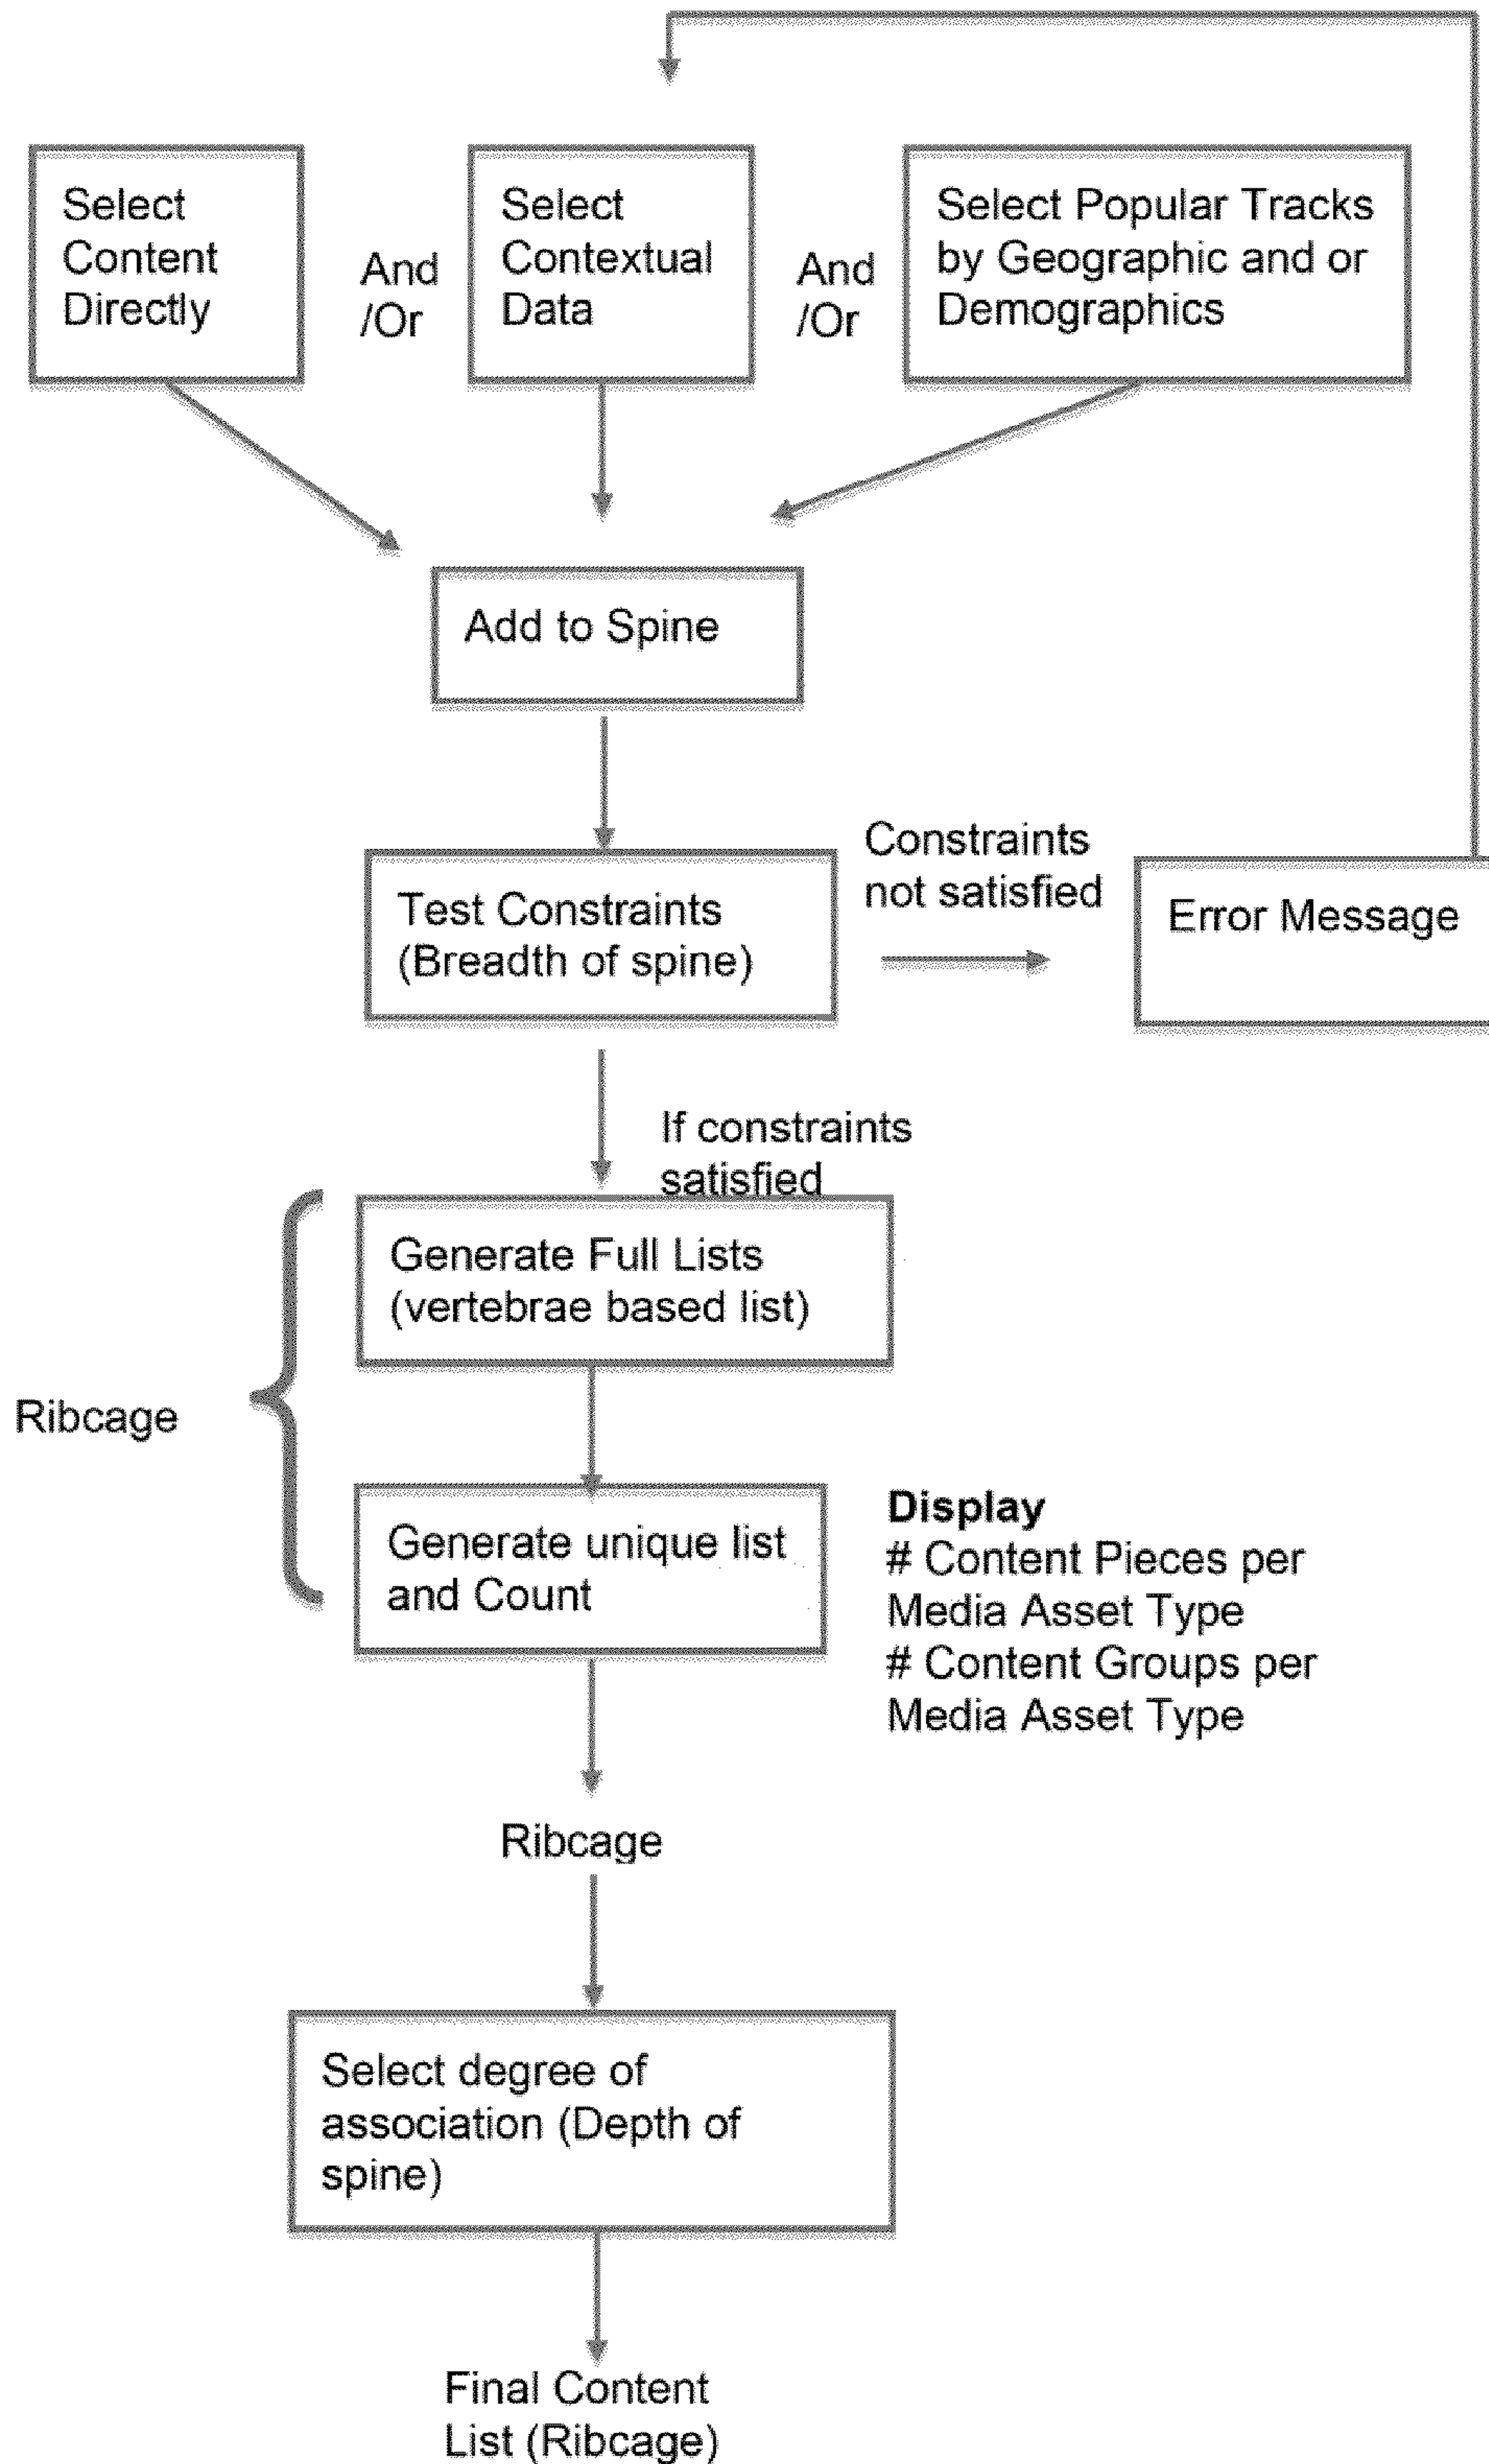 Select
Content
Directly
And
/Or
Select
Contextual
Data
And
/Or
Select Popular Tracks
by Geographic and or
Demographics
Add to Spine
Test Constraints
(Breadth of spine)
Constraints
not satisfied
Error Message
If constraints
satisfied
Generate Full Lists
(vertebrae based list)
Ribcage
Generate unique list
and Count
Display
# Content Pieces per
Media Asset Type
# Content Groups per
Media Asset Type
Ribcage
Select degree of
association (Depth of
spine)
Final Content
List (Ribcage)